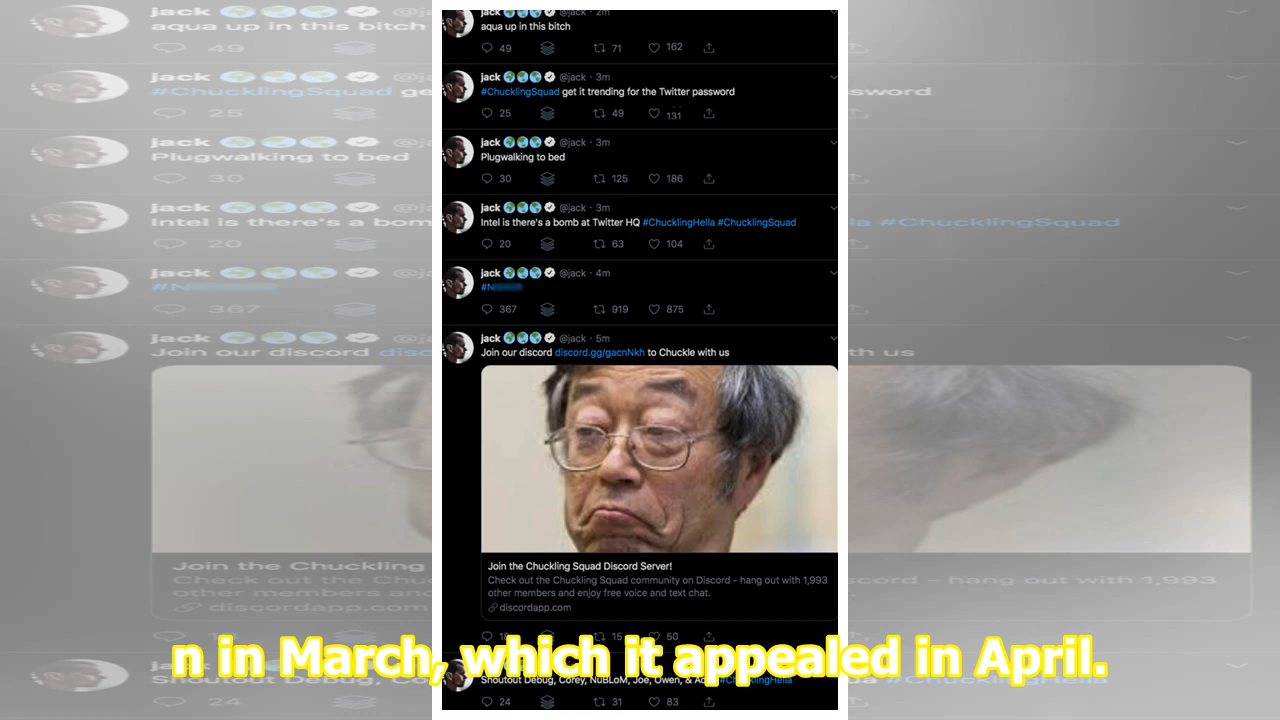 jack @jack · 2m
aqua up in this bitch
49 71 162
jack @jack · 3m
#ChucklingSquad get it trending for the Twitter password
25 49 131
jack @jack · 3m
Plugwalking to bed
30 125 186
jack @jack · 3m
Intel is there's a bomb at Twitter HQ #ChucklingHella #ChucklingSquad
20 63 104
jack @jack · 4m
#N
367 919 875
jack @jack · 5m
Join our discord discord.gg/gacnNkh to Chuckle with us
Join the Chuckling Squad Discord Server!
Check out the Chuckling Squad community on Discord - hang out with 1,993
other members and enjoy free voice and text chat.
discordapp.com
15 50
n in March, which it appealed in April.
Shoutout Debug, Corey, NuBLoM, Joe, Owen, & #ChucklingHella
24 31 83